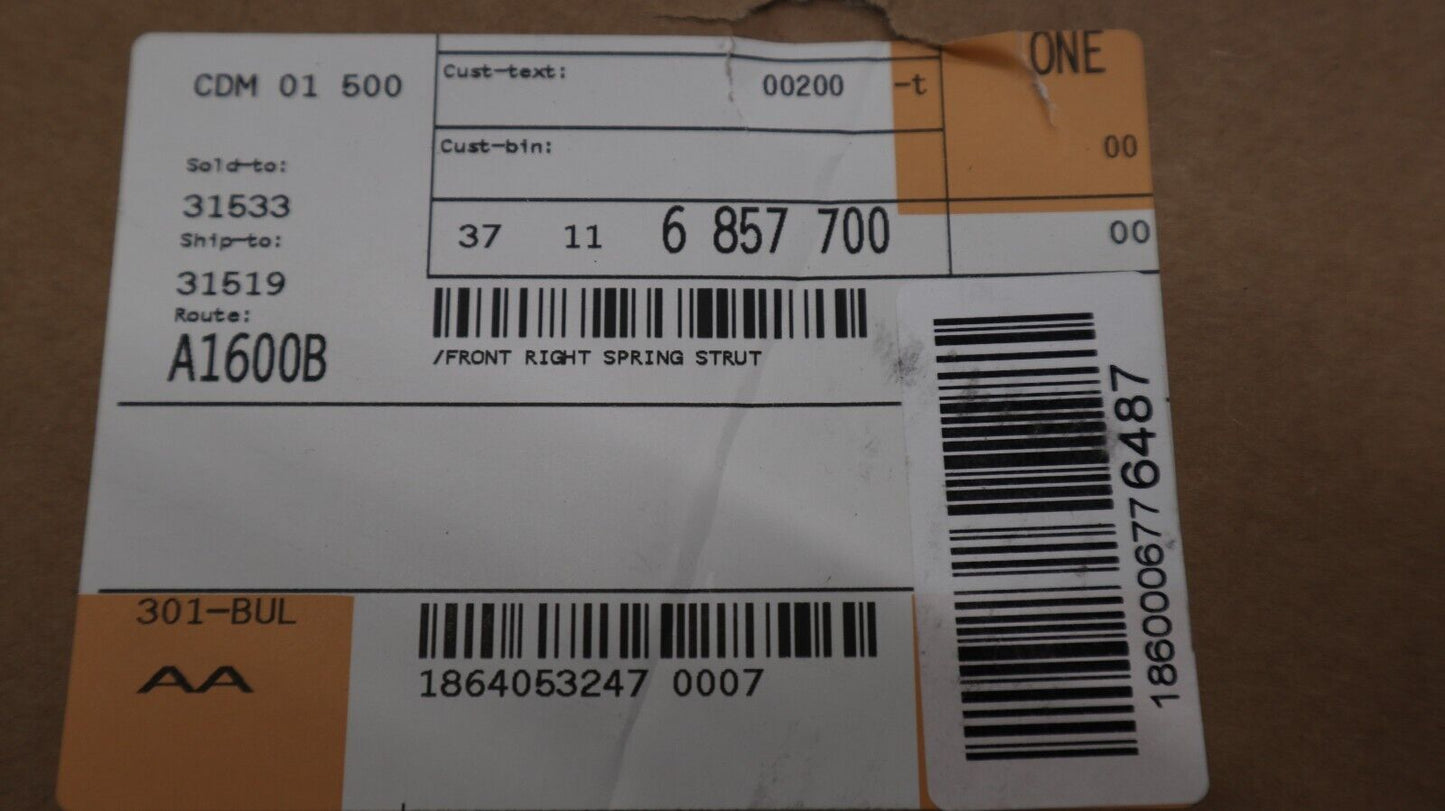 CDM 01 500
Cust-text:
00200
-t
ONE
Cust-bin:
00
Sold-to:
31533
37 11 6 857 700
00
Ship-to:
31519
Route:
A1600B
/FRONT RIGHT SPRING STRUT
186000677 6487
301-BUL
AA
1864053247 0007